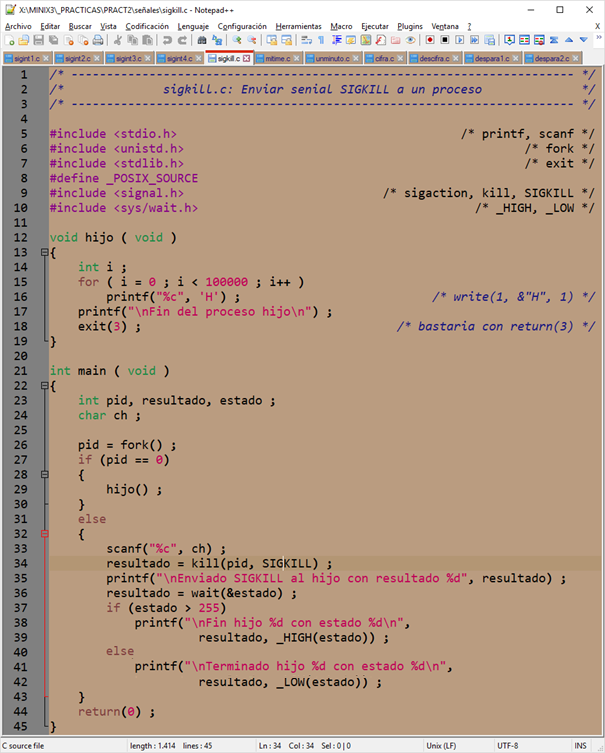 X:\MINIX3\_PRACTICAS\PRACT2\señales\sigkill.c - Notepad++
Archivo Editar Buscar Vista Codificación Lenguaje Configuración Herramientas Macro Ejecutar Plugins Ventana ?
sigint1.c sigint2.c sigint3.c sigint4.c sigkill.c mitime.c unminuto.c cifra.c descifra.c despara1.c despara2.c
1 /* ---------------------------------------------------------------------- */
2 /* sigkill.c: Enviar senial SIGKILL a un proceso */
3 /* ---------------------------------------------------------------------- */
4
5 #include <stdio.h> /* printf, scanf */
6 #include <unistd.h> /* fork */
7 #include <stdlib.h> /* exit */
8 #define _POSIX_SOURCE
9 #include <signal.h> /* sigaction, kill, SIGKILL */
10 #include <sys/wait.h> /* _HIGH, _LOW */
11
12 void hijo ( void )
13 {
14 int i ;
15 for ( i = 0 ; i < 100000 ; i++ )
16 printf("%c", 'H') ; /* write(1, &"H", 1) */
17 printf("\nFin del proceso hijo\n") ;
18 exit(3) ; /* bastaria con return(3) */
19 }
20
21 int main ( void )
22 {
23 int pid, resultado, estado ;
24 char ch ;
25
26 pid = fork() ;
27 if (pid == 0)
28 {
29 hijo() ;
30 }
31 else
32 {
33 scanf("%c", ch) ;
34 resultado = kill(pid, SIGKILL) ;
35 printf("\nEnviado SIGKILL al hijo con resultado %d", resultado) ;
36 resultado = wait(&estado) ;
37 if (estado > 255)
38 printf("\nFin hijo %d con estado %d\n",
39 resultado, _HIGH(estado)) ;
40 else
41 printf("\nTerminado hijo %d con estado %d\n",
42 resultado, _LOW(estado)) ;
43 }
44 return(0) ;
45 }
C source file length : 1.414 lines : 45 Ln : 34 Col : 34 Sel : 0 | 0 Unix (LF) UTF-8 INS